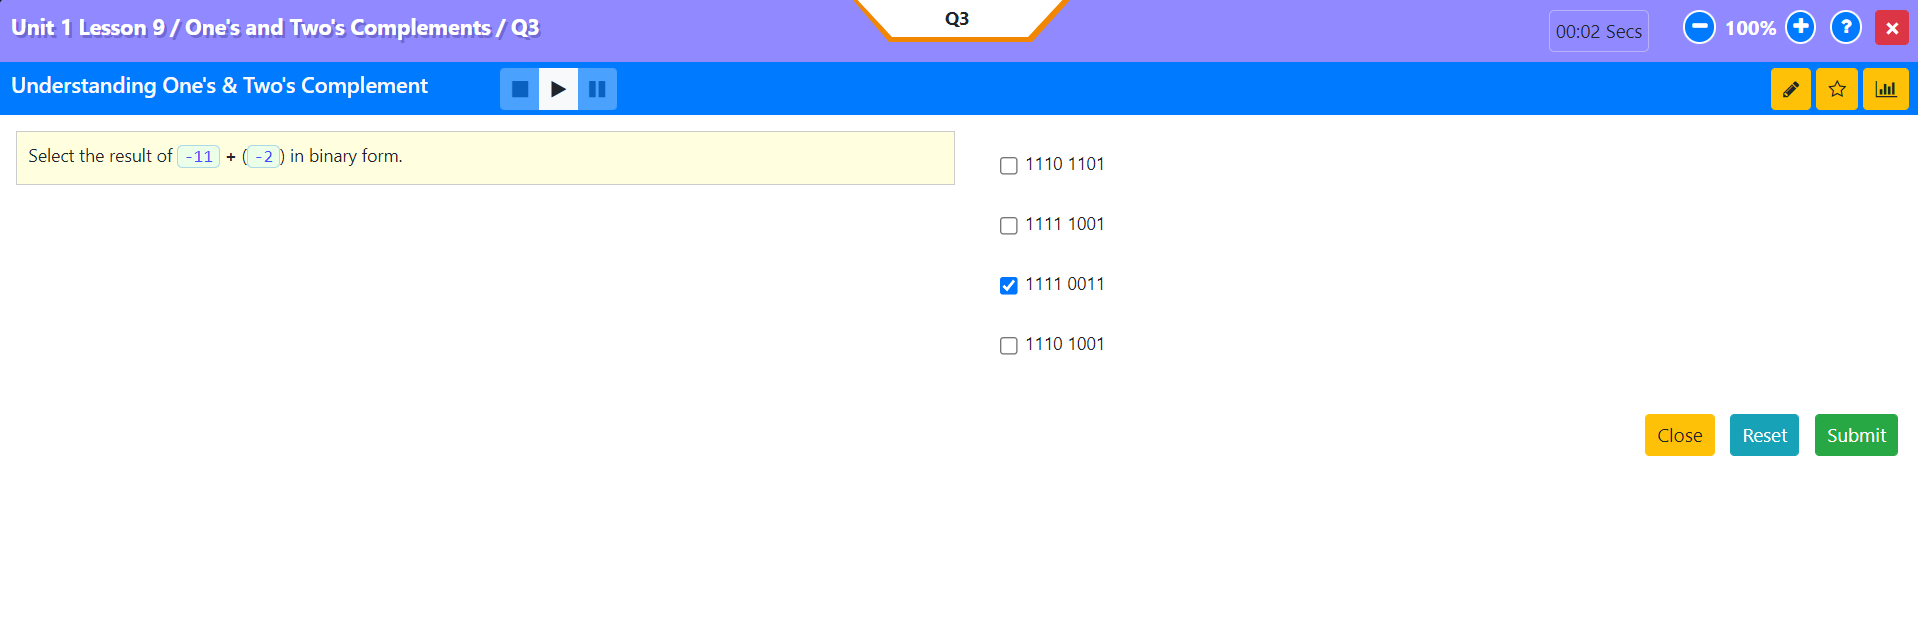 Unit 1 Lesson 9 / One's and Two's Complements / Q3
Q3
00:02 Secs
100%
?
Understanding One's & Two's Complement
Select the result of -11 + (-2) in binary form.
1110 1101
1111 1001
1111 0011
1110 1001
Close
Reset
Submit